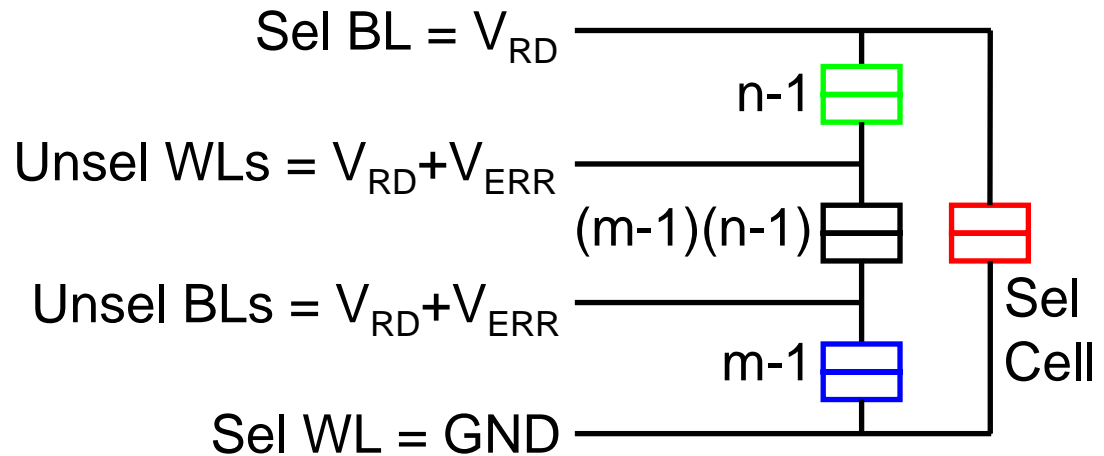 Sel BL = V_RD
n-1
Unsel WLs = V_RD+V_ERR
(m-1)(n-1)
Unsel BLs = V_RD+V_ERR
Sel
Cell
m-1
Sel WL = GND